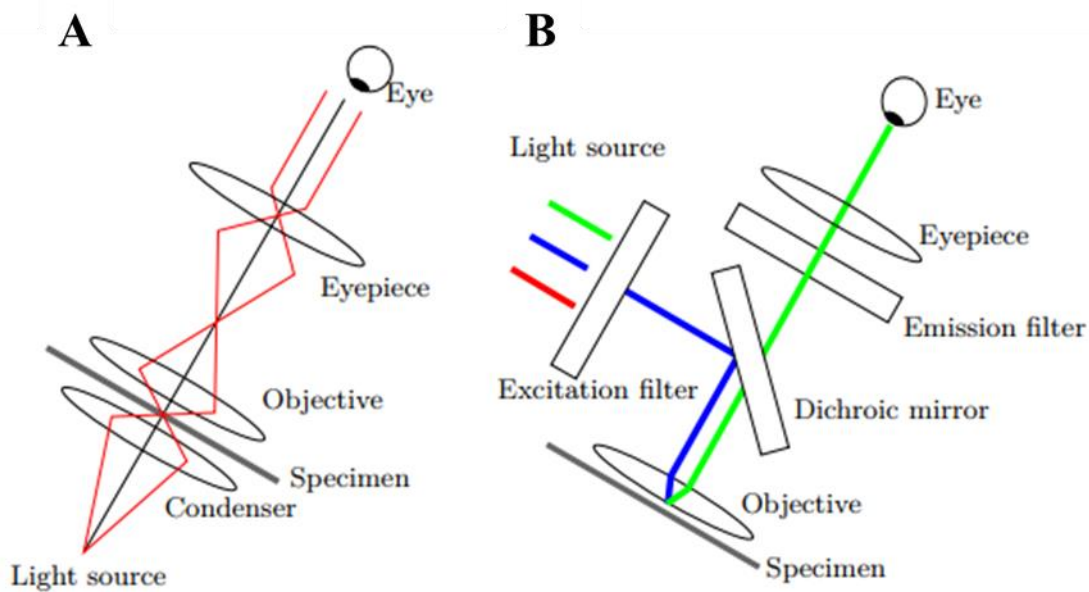 A
Eye
Eyepiece
Objective
Specimen
Condenser
Light source
B
Eye
Light source
Eyepiece
Emission filter
Excitation filter
Dichroic mirror
Objective
Specimen